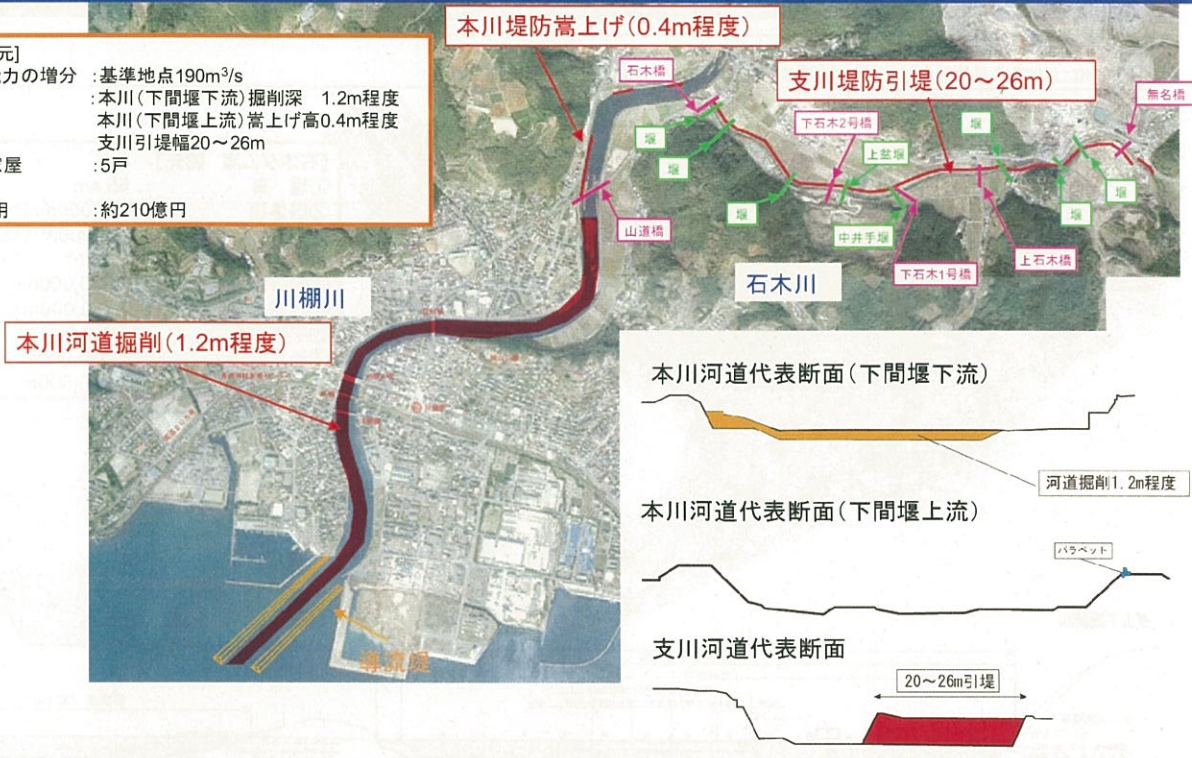 元]
力の増分 :基準地点190m³/s
:本川(下間堰下流)掘削深 1.2m程度
本川(下間堰上流)嵩上げ高0.4m程度
支川引堤幅20～26m
家屋 :5戸
用 :約210億円
本川堤防嵩上げ(0.4m程度)
支川堤防引堤(20～26m)
石木橋
無名橋
下石木2号橋
堰
上盆堰
堰
堰
堰
中井手堰
堰
堰
山道橋
下石木1号橋
上石木橋
川棚川
石木川
本川河道掘削(1.2m程度)
導流堤
本川河道代表断面(下間堰下流)
河道掘削1.2m程度
本川河道代表断面(下間堰上流)
パラペット
支川河道代表断面
20～26m引堤